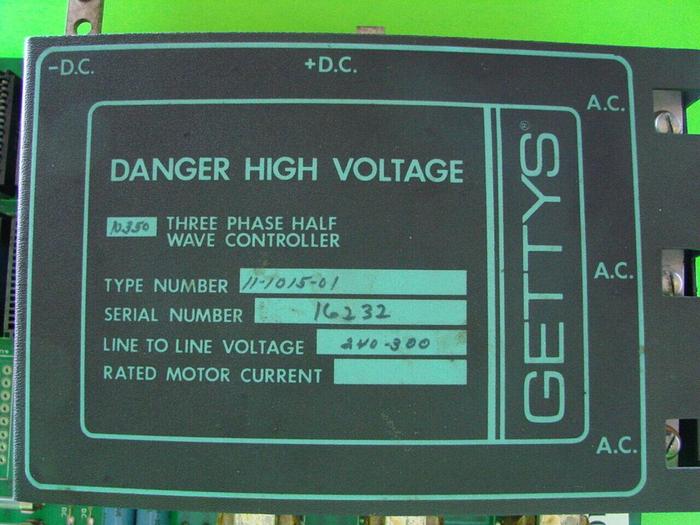 -D.C.
+D.C.
A.C.
DANGER HIGH VOLTAGE
N350 THREE PHASE HALF
WAVE CONTROLLER
TYPE NUMBER 11-1015-01
SERIAL NUMBER 16232
LINE TO LINE VOLTAGE 240-300
RATED MOTOR CURRENT
GETTYS®
A.C.
A.C.